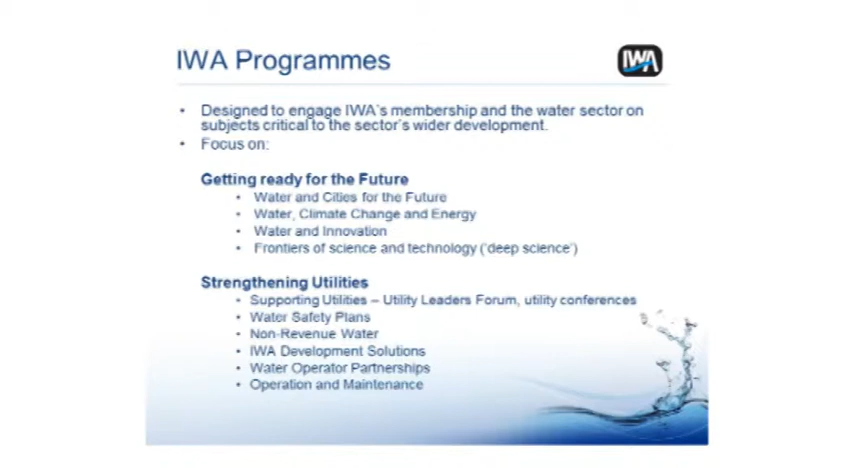 IWA Programmes
IWA
• Designed to engage IWA's membership and the water sector on
subjects critical to the sector's wider development.
• Focus on:
Getting ready for the Future
• Water and Cities for the Future
• Water, Climate Change and Energy
• Water and Innovation
• Frontiers of science and technology ('deep science')
Strengthening Utilities
• Supporting Utilities – Utility Leaders Forum, utility conferences
• Water Safety Plans
• Non-Revenue Water
• IWA Development Solutions
• Water Operator Partnerships
• Operation and Maintenance